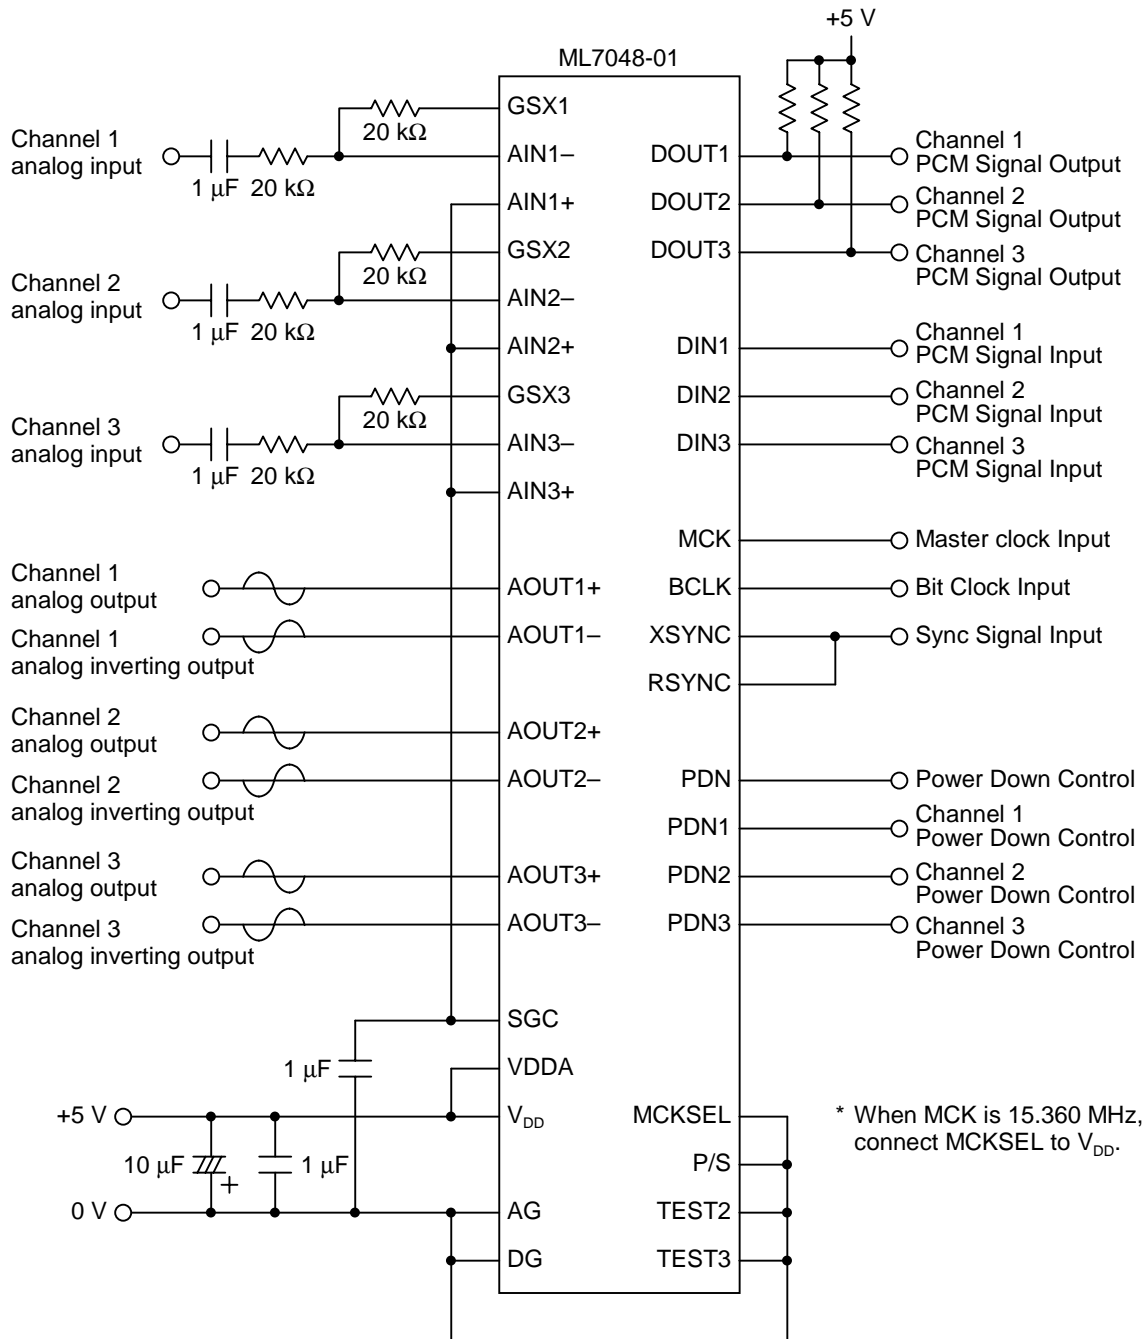 +5 V
ML7048-01
Channel 1
analog input
1 μF 20 kΩ
20 kΩ
Channel 2
analog input
1 μF 20 kΩ
20 kΩ
Channel 3
analog input
1 μF 20 kΩ
20 kΩ
Channel 1
analog output
Channel 1
analog inverting output
Channel 2
analog output
Channel 2
analog inverting output
Channel 3
analog output
Channel 3
analog inverting output
1 μF
+5 V
10 μF
+
1 μF
0 V
GSX1
AIN1–
AIN1+
GSX2
AIN2–
AIN2+
GSX3
AIN3–
AIN3+
AOUT1+
AOUT1–
AOUT2+
AOUT2–
AOUT3+
AOUT3–
SGC
VDDA
VDD
AG
DG
DOUT1
DOUT2
DOUT3
DIN1
DIN2
DIN3
MCK
BCLK
XSYNC
RSYNC
PDN
PDN1
PDN2
PDN3
MCKSEL
P/S
TEST2
TEST3
Channel 1
PCM Signal Output
Channel 2
PCM Signal Output
Channel 3
PCM Signal Output
Channel 1
PCM Signal Input
Channel 2
PCM Signal Input
Channel 3
PCM Signal Input
Master clock Input
Bit Clock Input
Sync Signal Input
Power Down Control
Channel 1
Power Down Control
Channel 2
Power Down Control
Channel 3
Power Down Control
* When MCK is 15.360 MHz,
connect MCKSEL to VDD.